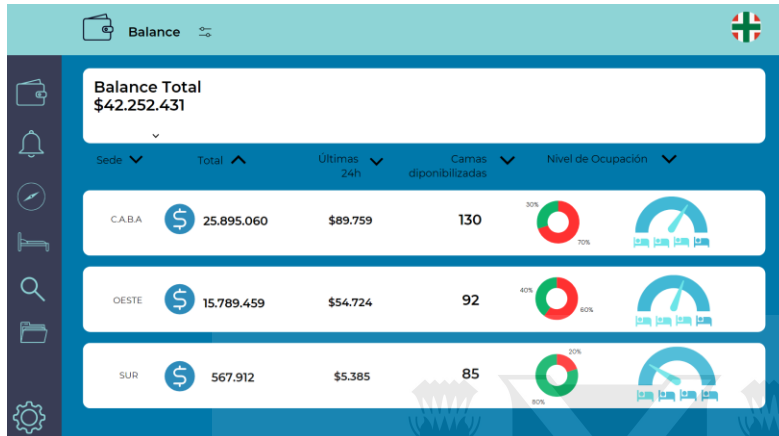 Balance
Balance Total
$42.252.431
Sede Total Últimas 24h Camas diponibilizadas Nivel de Ocupación
C.A.B.A $ 25.895.060 $89.759 130 30% 70%
OESTE $ 15.789.459 $54.724 92 40% 60%
SUR $ 567.912 $5.385 85 20% 80%